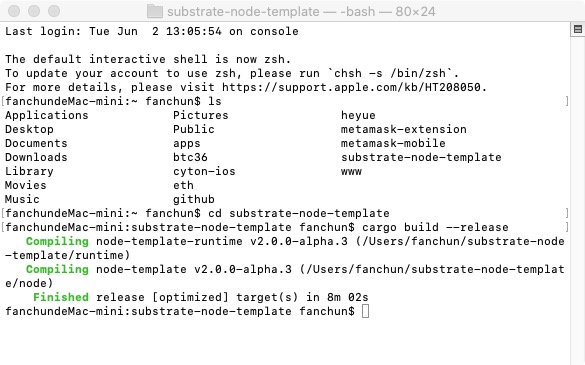 substrate-node-template — -bash — 80×24
Last login: Tue Jun  2 13:05:54 on console
The default interactive shell is now zsh.
To update your account to use zsh, please run `chsh -s /bin/zsh`.
For more details, please visit https://support.apple.com/kb/HT208050.
[fanchundeMac-mini:~ fanchun$ ls ]
Applications Pictures heyue
Desktop Public metamask-extension
Documents apps metamask-mobile
Downloads btc36 substrate-node-template
Library cyton-ios www
Movies eth
Music github
[fanchundeMac-mini:~ fanchun$ cd substrate-node-template ]
[fanchundeMac-mini:substrate-node-template fanchun$ cargo build --release ]
Compiling node-template-runtime v2.0.0-alpha.3 (/Users/fanchun/substrate-node
-template/runtime)
Compiling node-template v2.0.0-alpha.3 (/Users/fanchun/substrate-node-templat
e/node)
Finished release [optimized] target(s) in 8m 02s
fanchundeMac-mini:substrate-node-template fanchun$